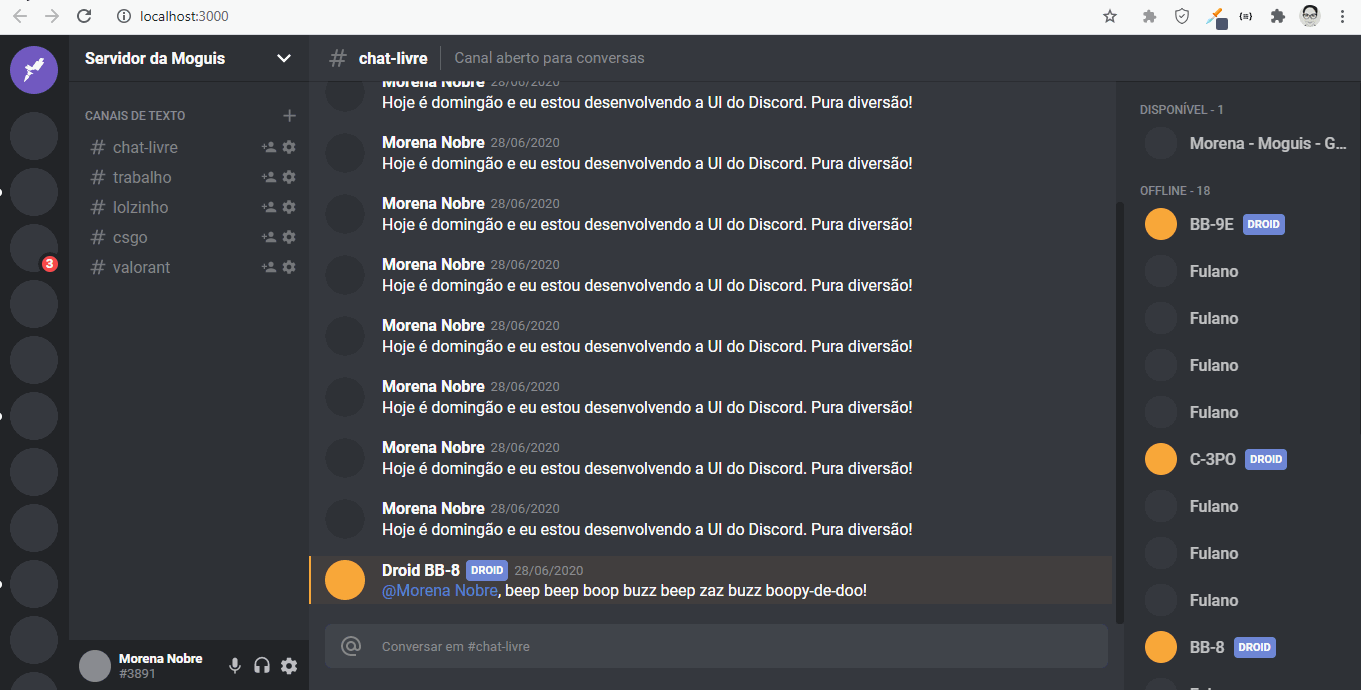 localhost:3000
Servidor da Moguis
# chat-livre
Canal aberto para conversas
3
CANAIS DE TEXTO +
# chat-livre
# trabalho
# lolzinho
# csgo
# valorant
Morena Nobre
#3891
Morena Nobre 28/06/2020
Hoje é domingão e eu estou desenvolvendo a UI do Discord. Pura diversão!
Morena Nobre 28/06/2020
Hoje é domingão e eu estou desenvolvendo a UI do Discord. Pura diversão!
Morena Nobre 28/06/2020
Hoje é domingão e eu estou desenvolvendo a UI do Discord. Pura diversão!
Morena Nobre 28/06/2020
Hoje é domingão e eu estou desenvolvendo a UI do Discord. Pura diversão!
Morena Nobre 28/06/2020
Hoje é domingão e eu estou desenvolvendo a UI do Discord. Pura diversão!
Morena Nobre 28/06/2020
Hoje é domingão e eu estou desenvolvendo a UI do Discord. Pura diversão!
Morena Nobre 28/06/2020
Hoje é domingão e eu estou desenvolvendo a UI do Discord. Pura diversão!
Morena Nobre 28/06/2020
Hoje é domingão e eu estou desenvolvendo a UI do Discord. Pura diversão!
Droid BB-8 DROID 28/06/2020
@Morena Nobre, beep beep boop buzz beep zaz buzz boopy-de-doo!
@ Conversar em #chat-livre
DISPONÍVEL - 1
Morena - Moguis - G...
OFFLINE - 18
BB-9E DROID
Fulano
Fulano
Fulano
Fulano
C-3PO DROID
Fulano
Fulano
Fulano
BB-8 DROID